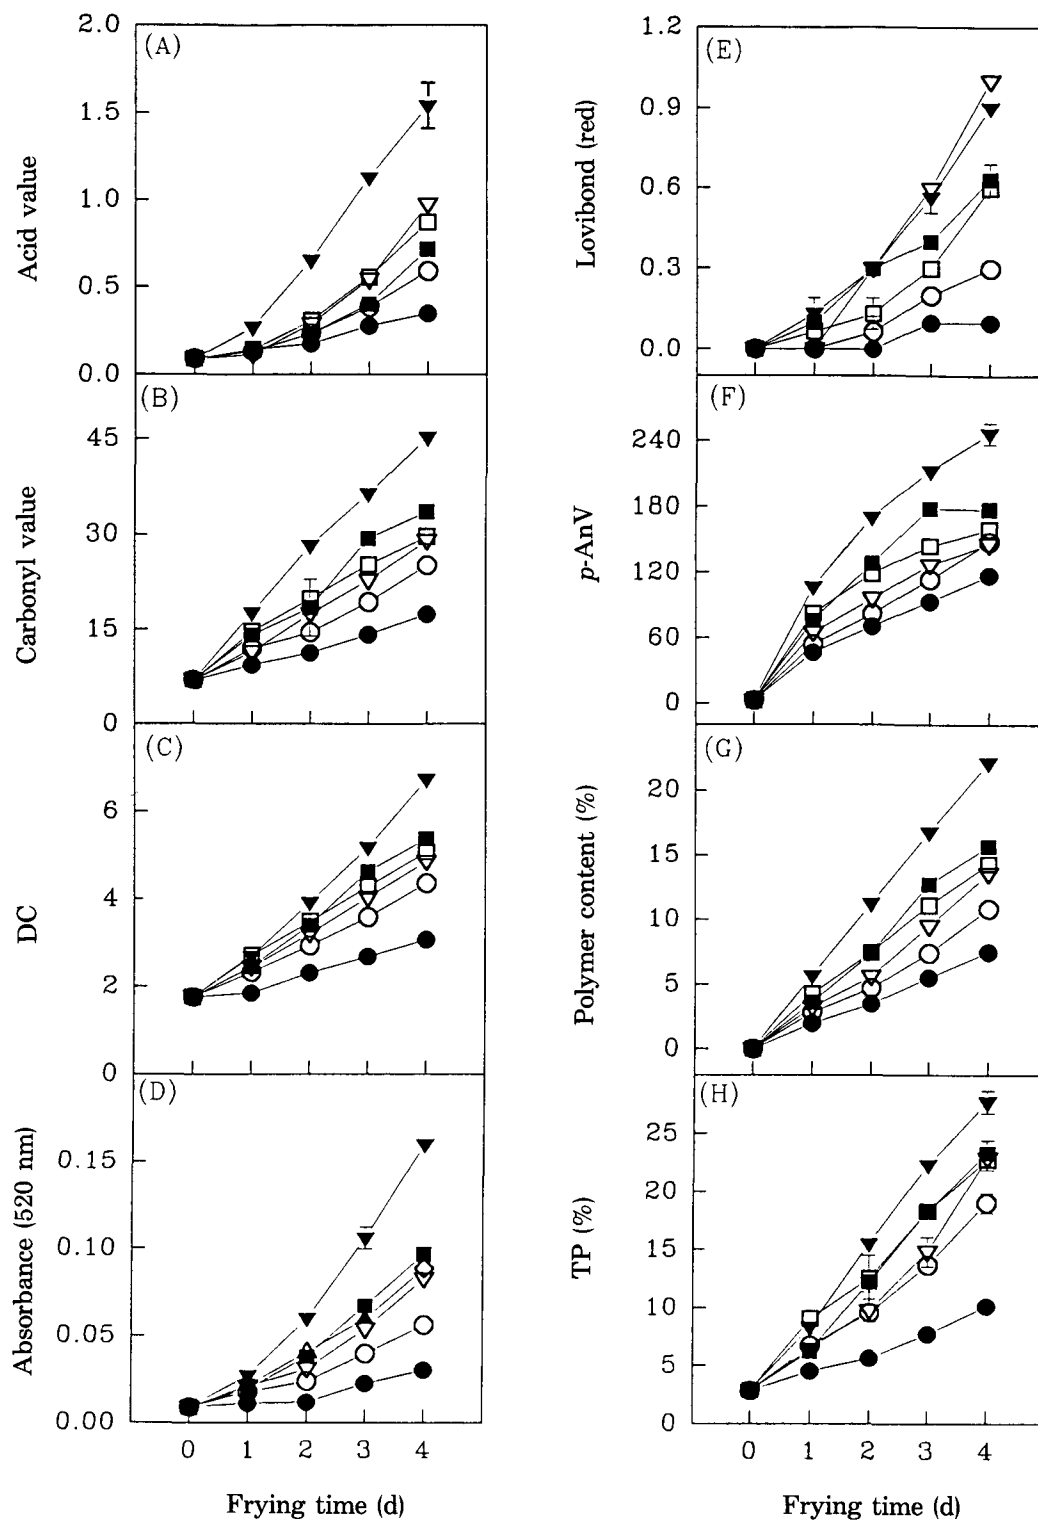 2.0
(A)
1.5
1.0
0.5
0.0
Acid value
(B)
45
30
15
0
Carbonyl value
(C)
6
4
2
0
DC
(D)
0.15
0.10
0.05
0.00
Absorbance (520 nm)
0 1 2 3 4
Frying time (d)
1.2
(E)
0.9
0.6
0.3
0.0
Lovibond (red)
(F)
240
180
120
60
0
p-AnV
(G)
20
15
10
5
0
Polymer content (%)
(H)
25
20
15
10
5
0
TP (%)
0 1 2 3 4
Frying time (d)